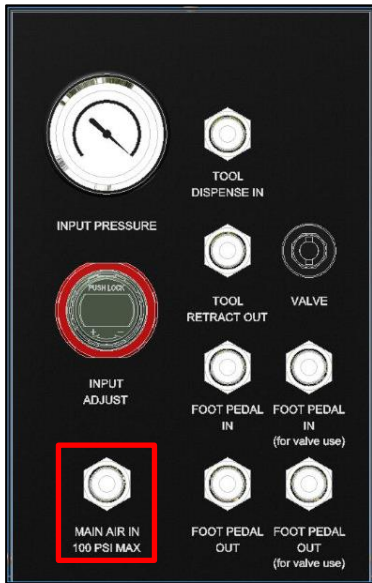 TOOL
DISPENSE IN
INPUT PRESSURE
PUSH LOCK
+ -
TOOL
RETRACT OUT
VALVE
INPUT
ADJUST
FOOT PEDAL
IN
FOOT PEDAL
IN
(for valve use)
MAIN AIR IN
100 PSI MAX
FOOT PEDAL
OUT
FOOT PEDAL
OUT
(for valve use)